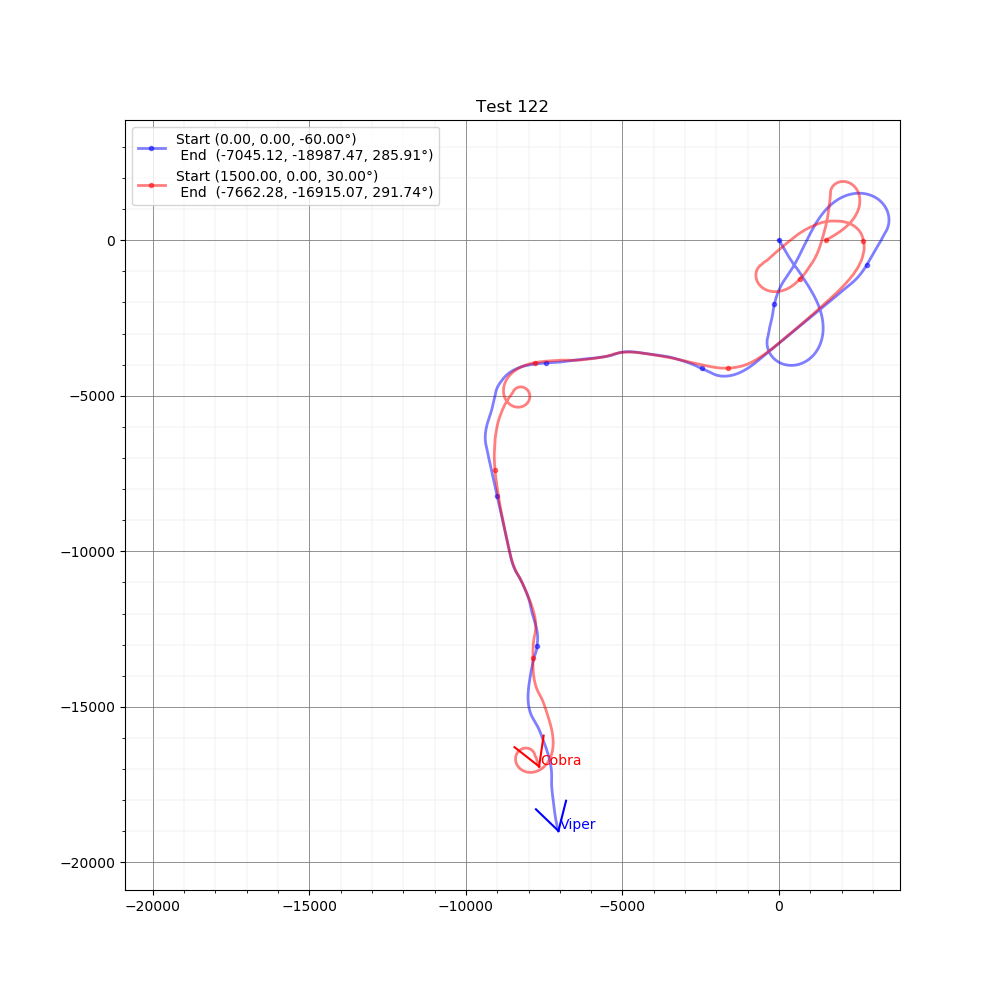 Test 122
Start (0.00, 0.00, -60.00°)
End  (-7045.12, -18987.47, 285.91°)
Start (1500.00, 0.00, 30.00°)
End  (-7662.28, -16915.07, 291.74°)
0
−5000
−10000
−15000
−20000
Cobra
Viper
−20000
−15000
−10000
−5000
0